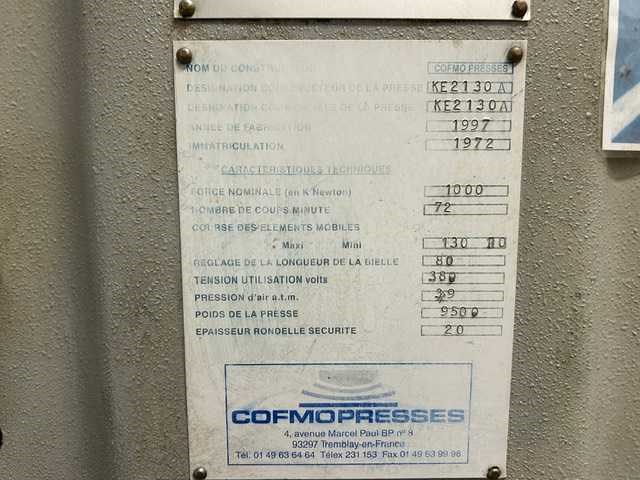 NOM DU CONSTRUCTEUR COFMO PRESSES
DESIGNATION CONSTRUCTEUR DE LA PRESSE KE2130A
DESIGNATION COMMERCIALE DE LA PRESSE KE2130A
ANNEE DE FABRICATION 1997
IMMATRICULATION 1972
CARACTERISTIQUES TECHNIQUES
FORCE NOMINALE (en K Newton) 1000
NOMBRE DE COUPS MINUTE 72
COURSE DES ELEMENTS MOBILES
Maxi Mini 130
REGLAGE DE LA LONGUEUR DE LA BIELLE 80
TENSION UTILISATION volts 380
PRESSION d'air a.t.m.
POIDS DE LA PRESSE 9500
EPAISSEUR RONDELLE SECURITE 20
COFMOPRESSES
4, avenue Marcel Paul BP n° 8
93297 Tremblay-en-France
Tél. 01 49 63 64 64 Télex 231 153 Fax 01 49 63 99 96